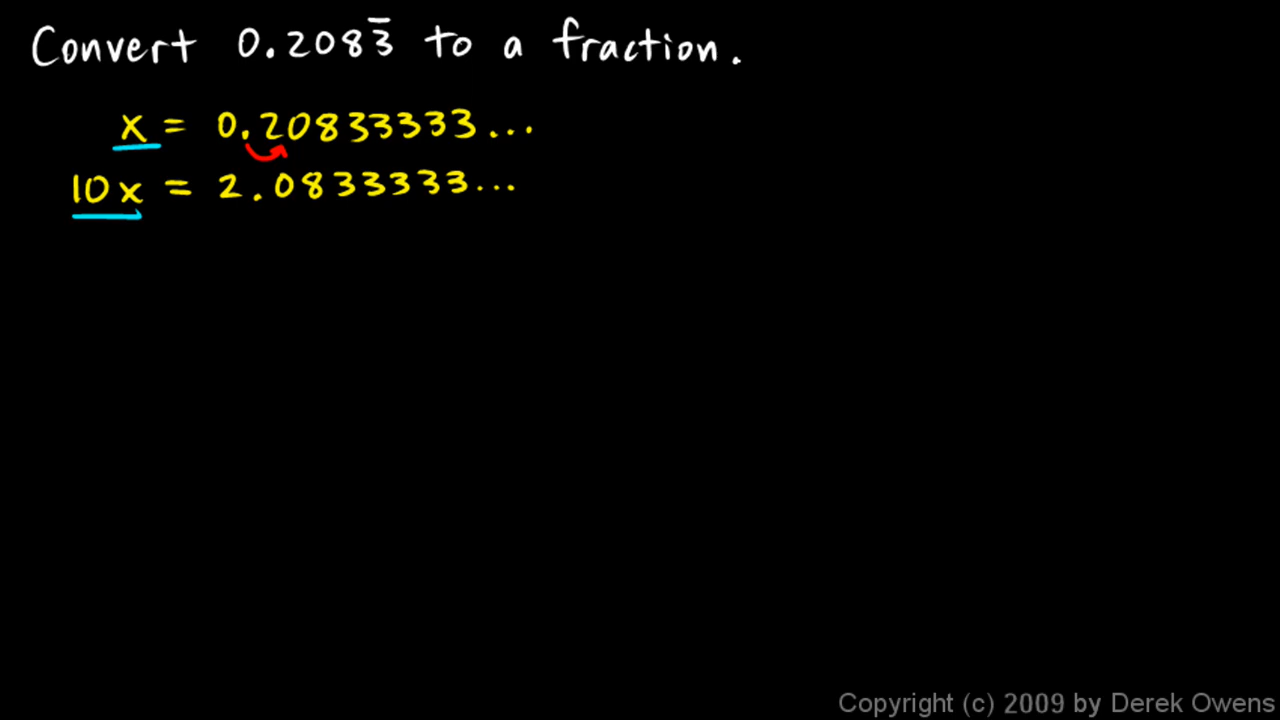 Convert 0.2083̅ to a fraction.
x = 0.20833333...
10x = 2.0833333...
Copyright (c) 2009 by Derek Owens